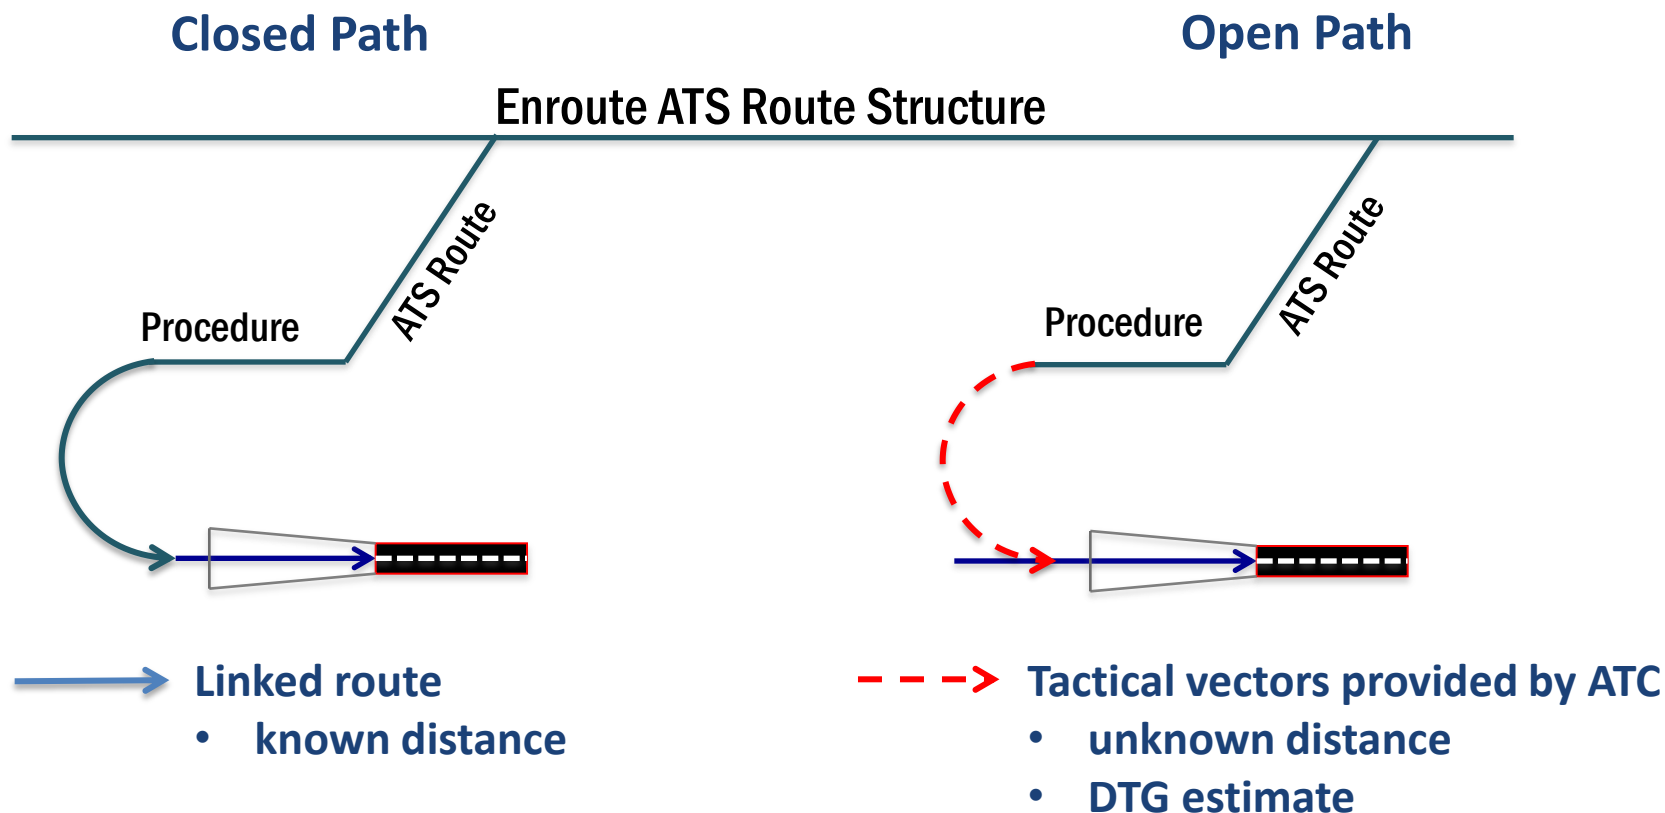 Closed Path
Open Path
Enroute ATS Route Structure
ATS Route
Procedure
ATS Route
Procedure
Linked route
• known distance
Tactical vectors provided by ATC
• unknown distance
• DTG estimate